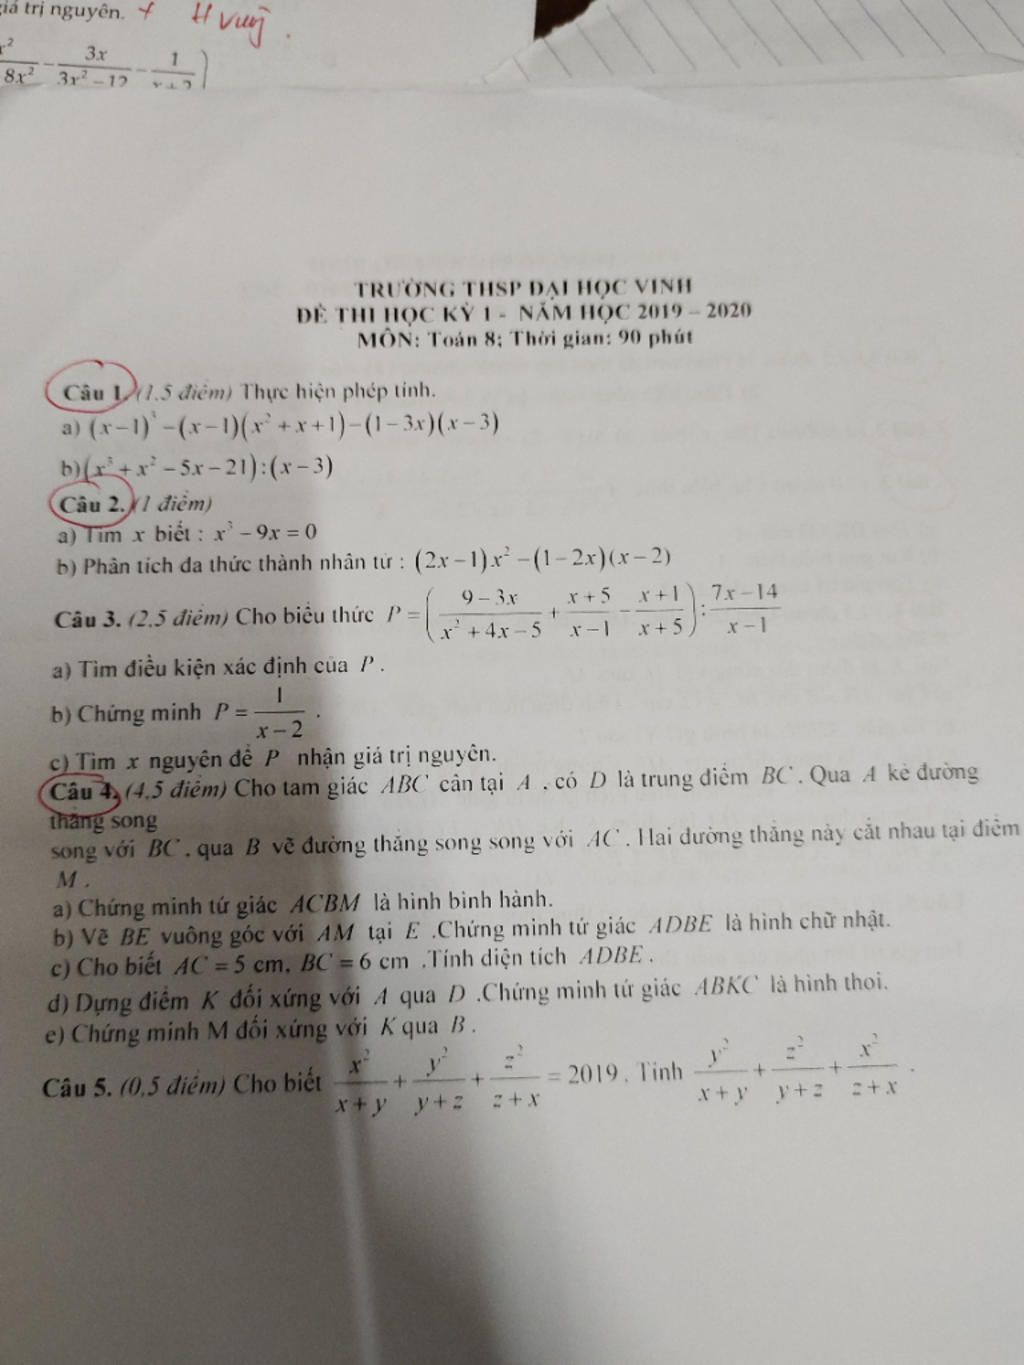 giá trị nguyên. + H vuông.
x² / 8x² - 3x / 3x² - 12 - 1 / x + 2 )
TRƯỜNG THSP ĐẠI HỌC VINH
ĐỀ THI HỌC KỲ 1 - NĂM HỌC 2019 – 2020
MÔN: Toán 8; Thời gian: 90 phút
Câu 1. (1,5 điểm) Thực hiện phép tính.
a) (x-1)³ - (x-1)(x² + x + 1) - (1-3x)(x-3)
b) (x³ + x² - 5x - 21):(x-3)
Câu 2. (1 điểm)
a) Tìm x biết : x³ - 9x = 0
b) Phân tích đa thức thành nhân tử : (2x-1)x² - (1-2x)(x-2)
Câu 3. (2,5 điểm) Cho biểu thức P = ( 9-3x / x² + 4x - 5 + x+5 / x-1 - x+1 / x+5 ) : 7x-14 / x-1
a) Tìm điều kiện xác định của P .
b) Chứng minh P = 1 / x-2 .
c) Tìm x nguyên để P nhận giá trị nguyên.
Câu 4. (4,5 điểm) Cho tam giác ABC cân tại A , có D là trung điểm BC . Qua A kẻ đường
thẳng song
song với BC , qua B vẽ đường thẳng song song với AC . Hai đường thẳng này cắt nhau tại điểm
M .
a) Chứng minh tứ giác ACBM là hình bình hành.
b) Vẽ BE vuông góc với AM tại E .Chứng minh tứ giác ADBE là hình chữ nhật.
c) Cho biết AC = 5 cm, BC = 6 cm .Tính diện tích ADBE .
d) Dựng điểm K đối xứng với A qua D .Chứng minh tứ giác ABKC là hình thoi.
e) Chứng minh M đối xứng với K qua B .
Câu 5. (0,5 điểm) Cho biết x² / x+y + y² / y+z + z² / z+x = 2019 . Tính y² / x+y + z² / y+z + x² / z+x .